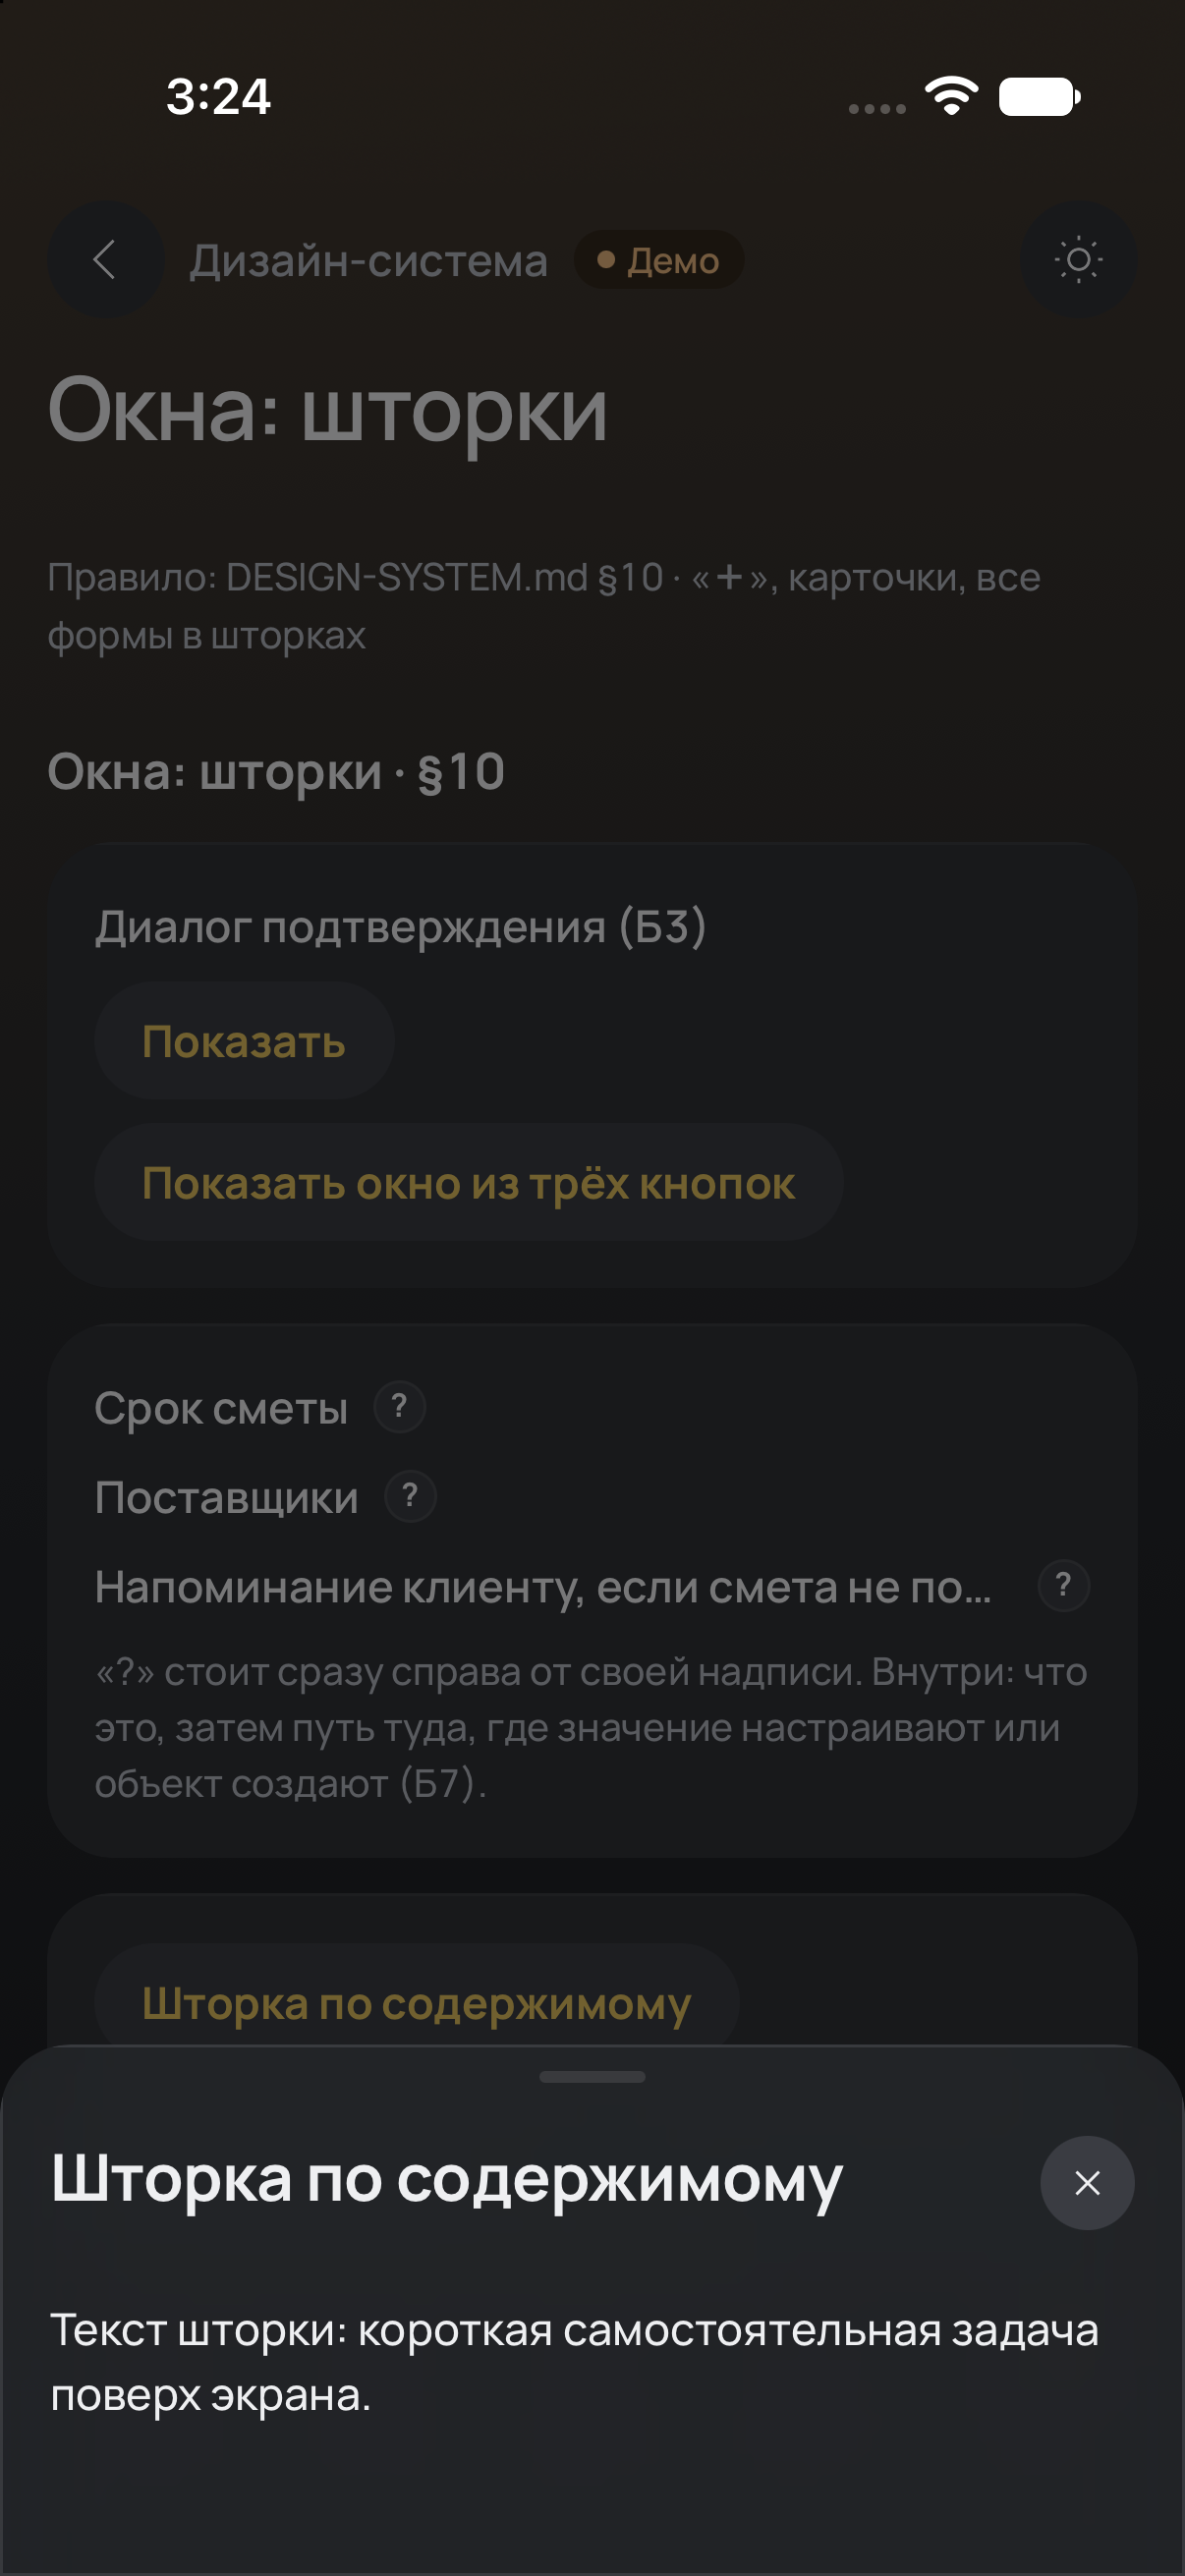 3:24
Дизайн-система
Демо
Окна: шторки
Правило: DESIGN-SYSTEM.md §10 · «+», карточки, все
формы в шторках
Окна: шторки · §10
Диалог подтверждения (Б3)
Показать
Показать окно из трёх кнопок
Срок сметы ?
Поставщики ?
Напоминание клиенту, если смета не по... ?
«?» стоит сразу справа от своей надписи. Внутри: что
это, затем путь туда, где значение настраивают или
объект создают (Б7).
Шторка по содержимому
Шторка по содержимому
Текст шторки: короткая самостоятельная задача
поверх экрана.